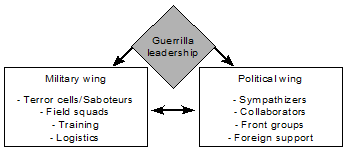 Guerrilla
leadership
Military wing
- Terror cells/Saboteurs
- Field squads
- Training
- Logistics
Political wing
- Sympathizers
- Collaborators
- Front groups
- Foreign support